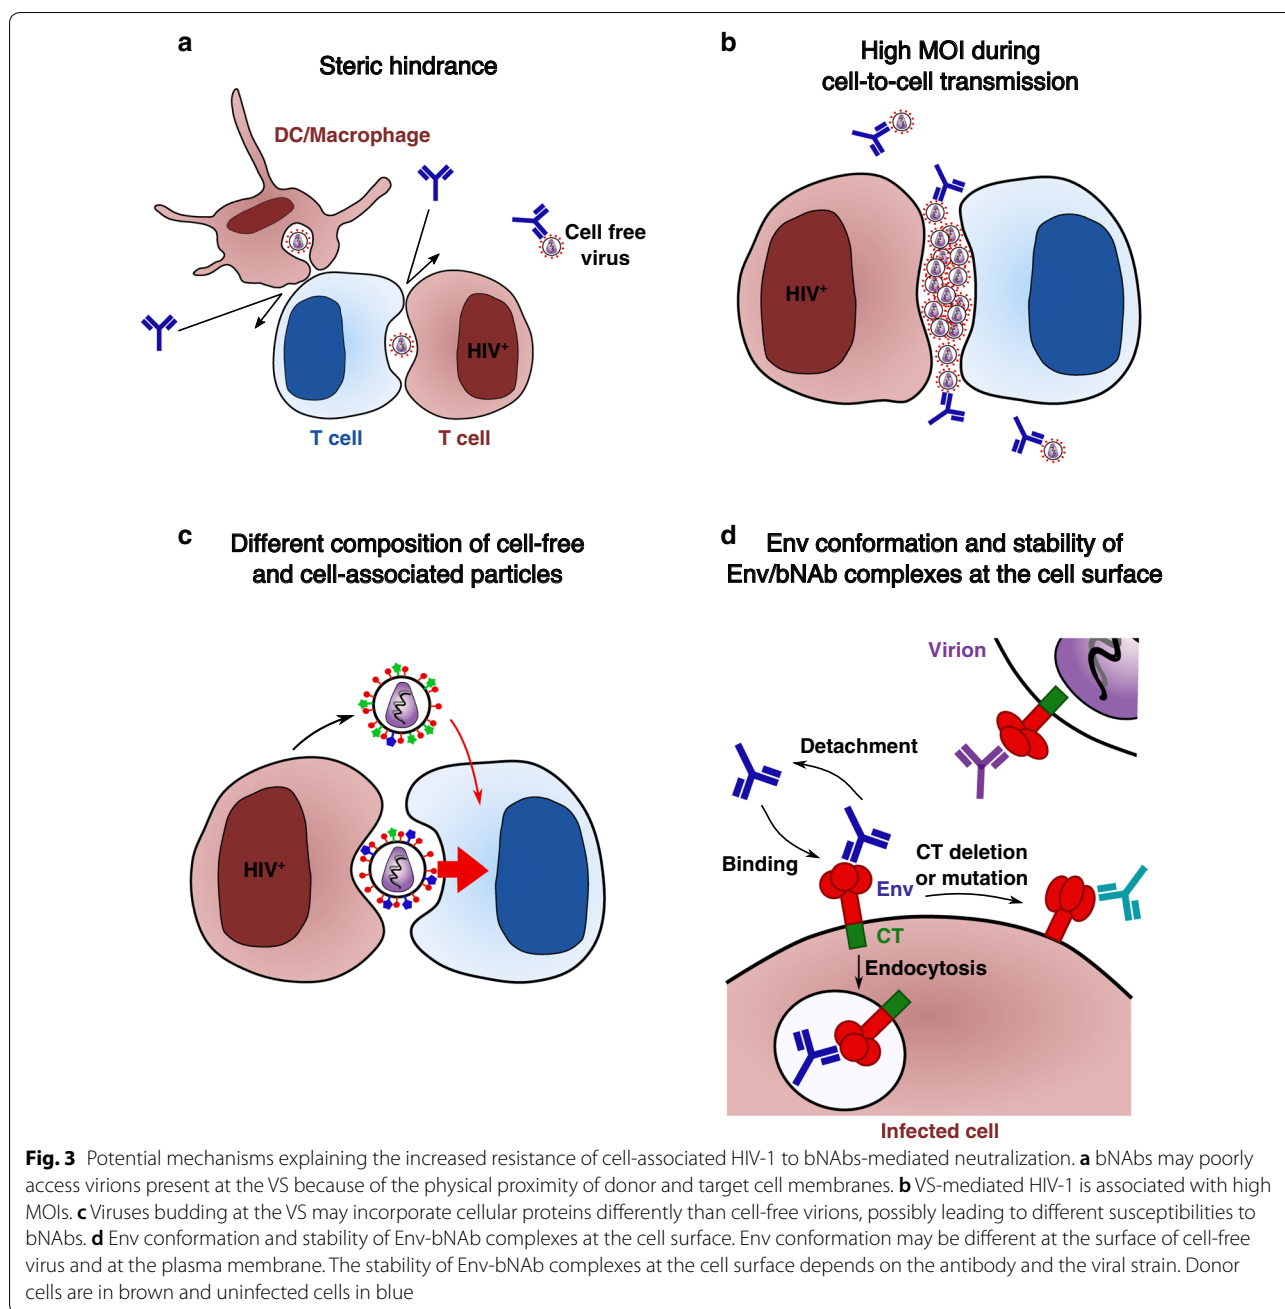 a
Steric hindrance
DC/Macrophage
Cell free
virus
HIV+
T cell
T cell
b
High MOI during
cell-to-cell transmission
HIV+
c
Different composition of cell-free
and cell-associated particles
HIV+
d
Env conformation and stability of
Env/bNAb complexes at the cell surface
Virion
Detachment
Binding
Env
CT deletion
or mutation
CT
Endocytosis
Infected cell
Fig. 3 Potential mechanisms explaining the increased resistance of cell-associated HIV-1 to bNAbs-mediated neutralization. a bNAbs may poorly
access virions present at the VS because of the physical proximity of donor and target cell membranes. b VS-mediated HIV-1 is associated with high
MOIs. c Viruses budding at the VS may incorporate cellular proteins differently than cell-free virions, possibly leading to different susceptibilities to
bNAbs. d Env conformation and stability of Env-bNAb complexes at the cell surface. Env conformation may be different at the surface of cell-free
virus and at the plasma membrane. The stability of Env-bNAb complexes at the cell surface depends on the antibody and the viral strain. Donor
cells are in brown and uninfected cells in blue